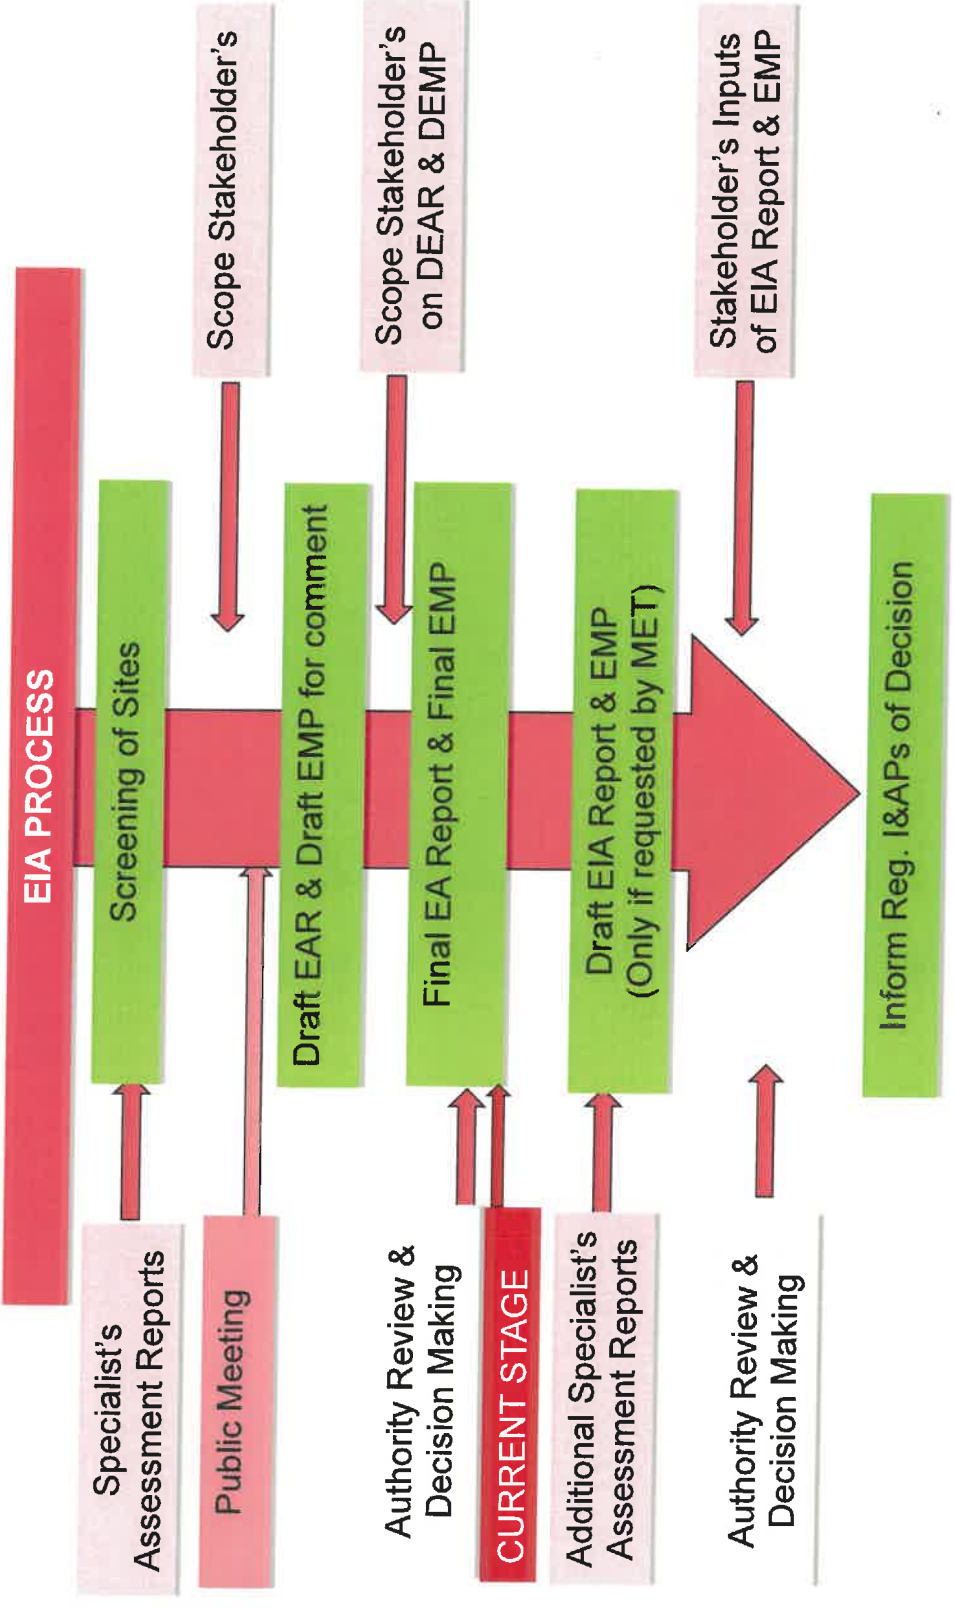 EIA PROCESS
Specialist's
Assessment Reports
Screening of Sites
Public Meeting
Scope Stakeholder's
Draft EAR & Draft EMP for comment
Scope Stakeholder's
on DEAR & DEMP
Authority Review &
Decision Making
Final EA Report & Final EMP
CURRENT STAGE
Additional Specialist's
Assessment Reports
Draft EIA Report & EMP
(Only if requested by MET)
Stakeholder's Inputs
of EIA Report & EMP
Authority Review &
Decision Making
Inform Reg. I&APs of Decision